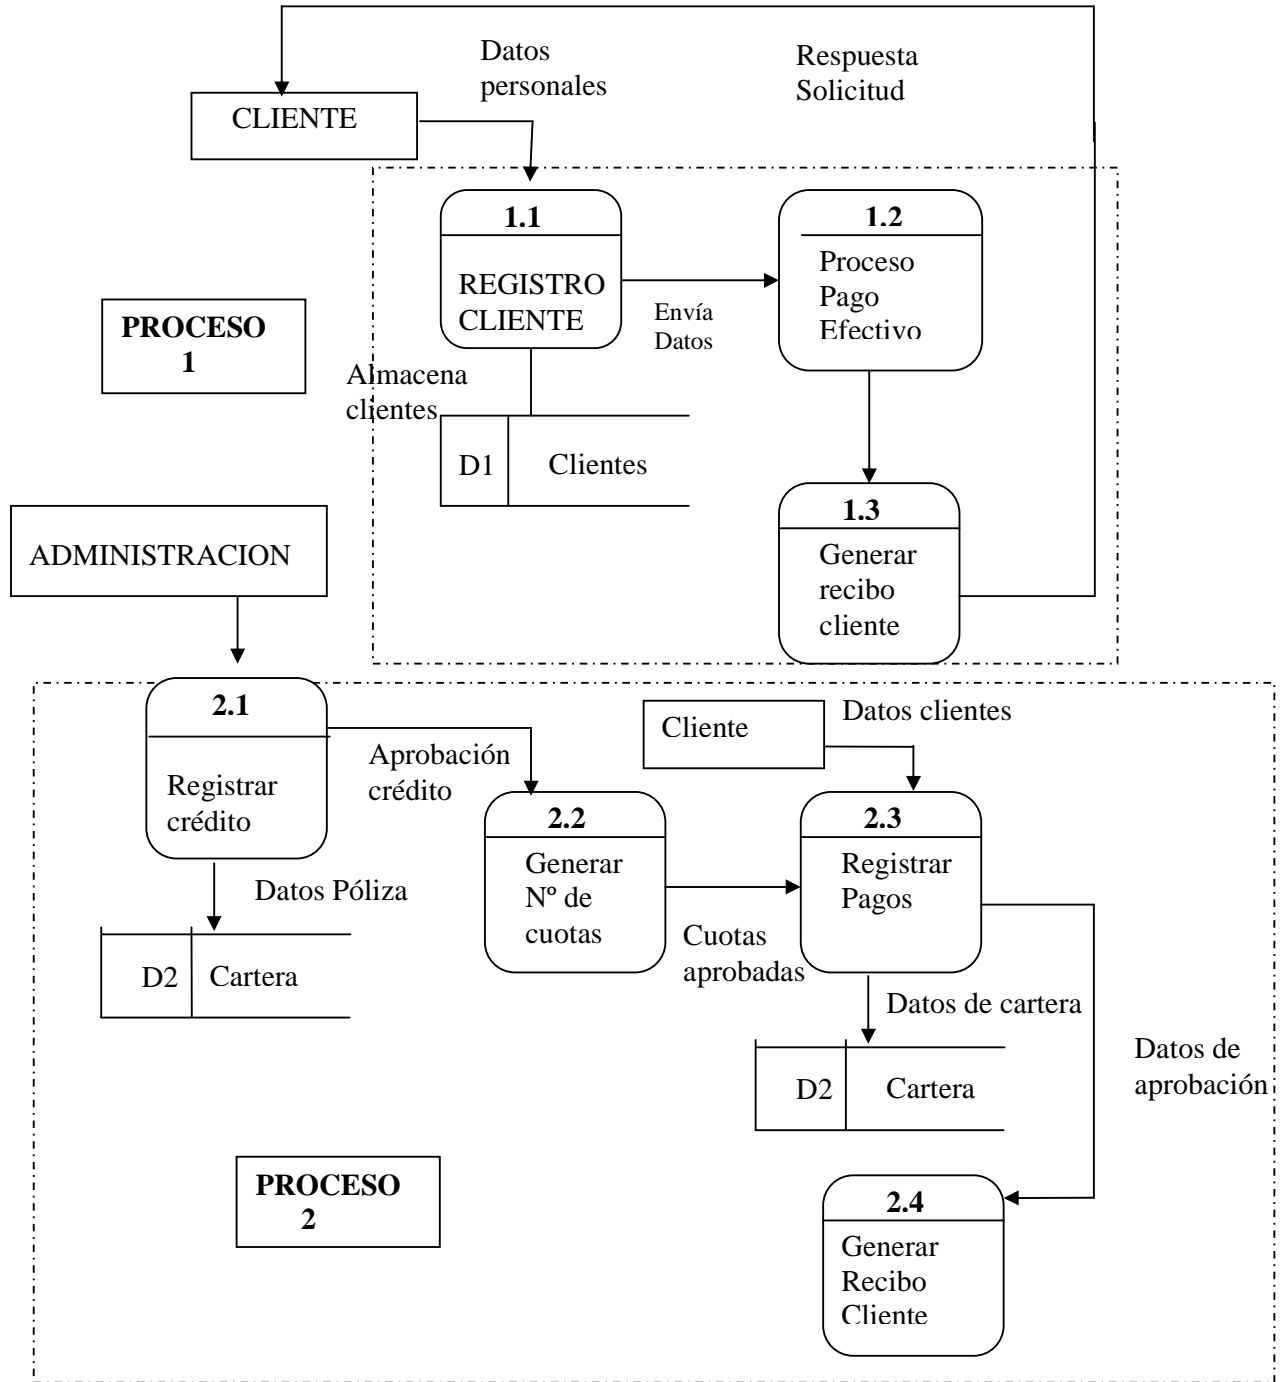 Datos
personales
Respuesta
Solicitud
CLIENTE
1.1
REGISTRO
CLIENTE
1.2
Proceso
Pago
Efectivo
Envía
Datos
PROCESO
1
Almacena
clientes
D1 Clientes
1.3
Generar
recibo
cliente
ADMINISTRACION
2.1
Registrar
crédito
Aprobación
crédito
Cliente
Datos clientes
2.2
Generar
Nº de
cuotas
2.3
Registrar
Pagos
Datos Póliza
D2 Cartera
Cuotas
aprobadas
Datos de cartera
D2 Cartera
Datos de
aprobación
PROCESO
2
2.4
Generar
Recibo
Cliente